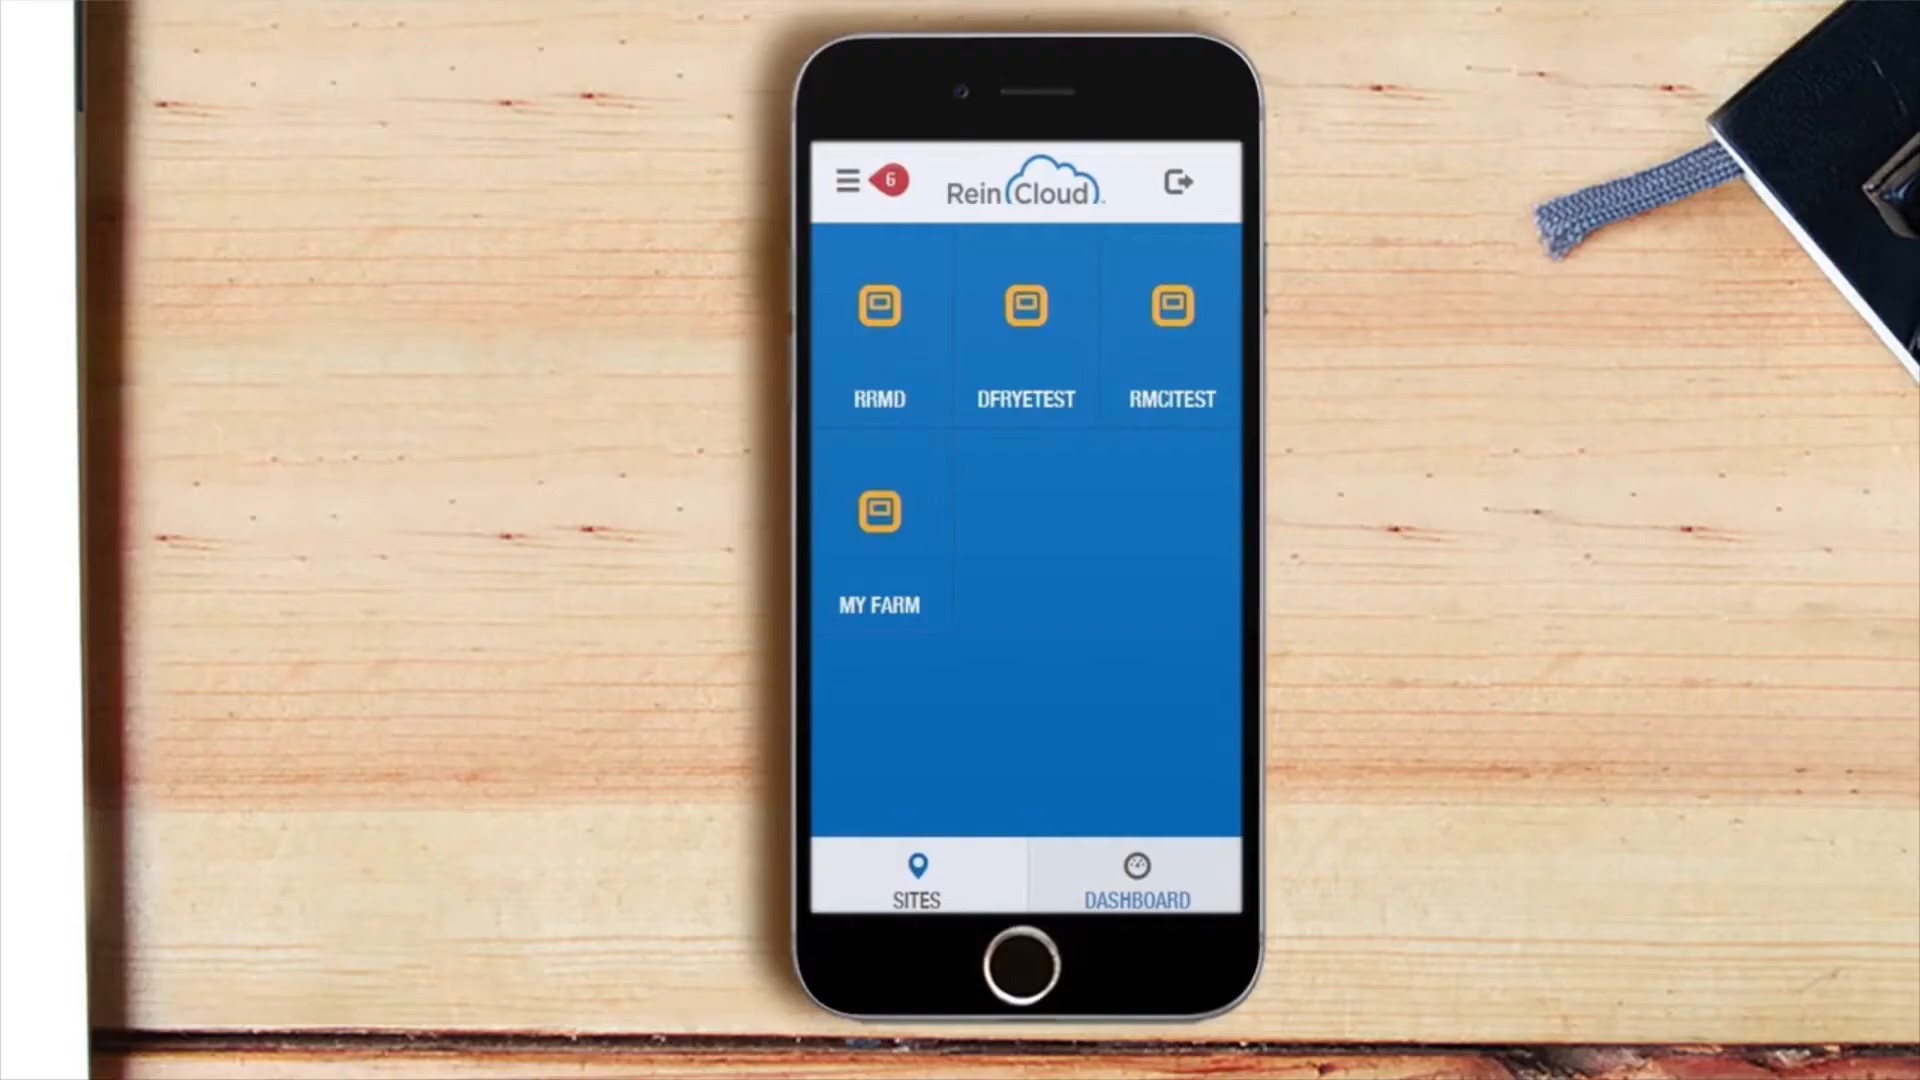 6
Rein Cloud
RRMD
DFRYETEST
RMCITEST
MY FARM
SITES
DASHBOARD